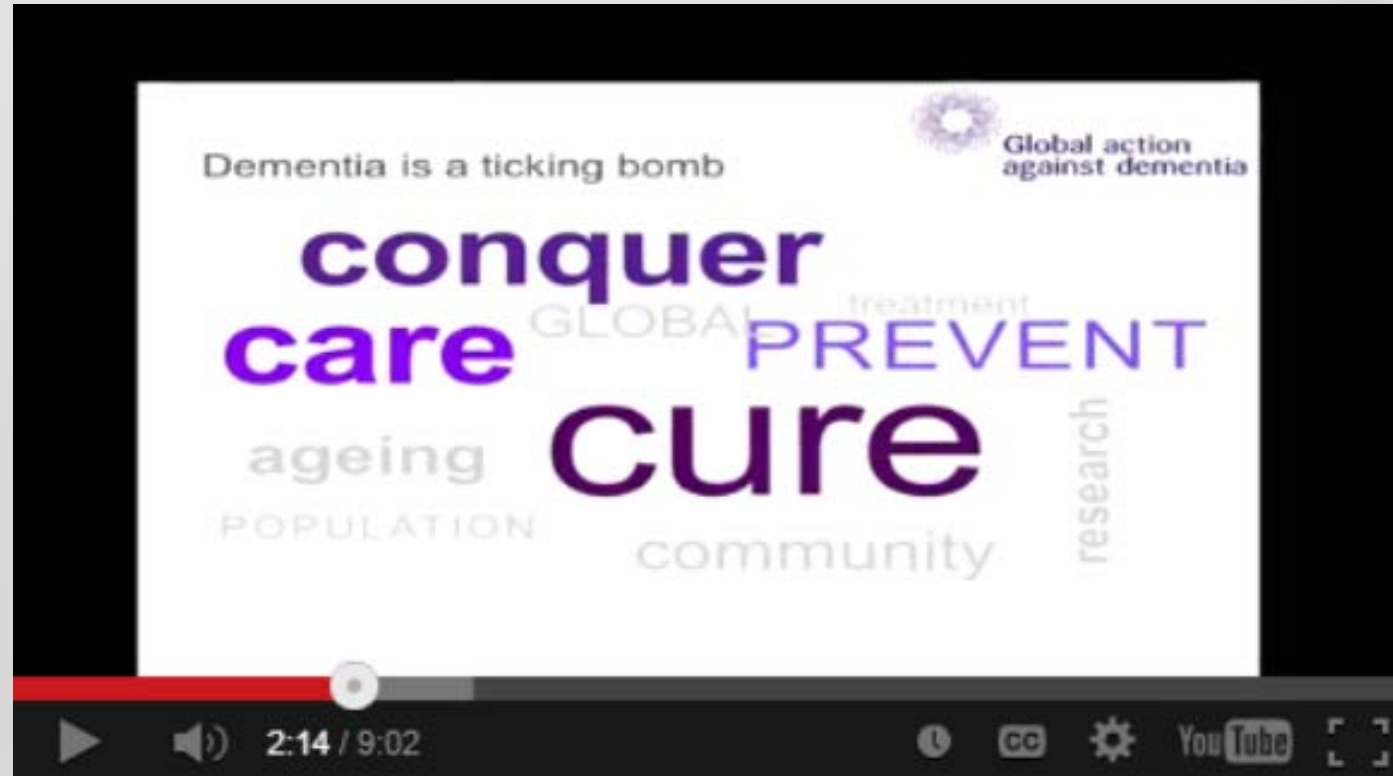 Global action
against dementia
Dementia is a ticking bomb
conquer
GLOBAL treatment
care PREVENT
cure
ageing
research
POPULATION
community
2:14 / 9:02
CC
YouTube